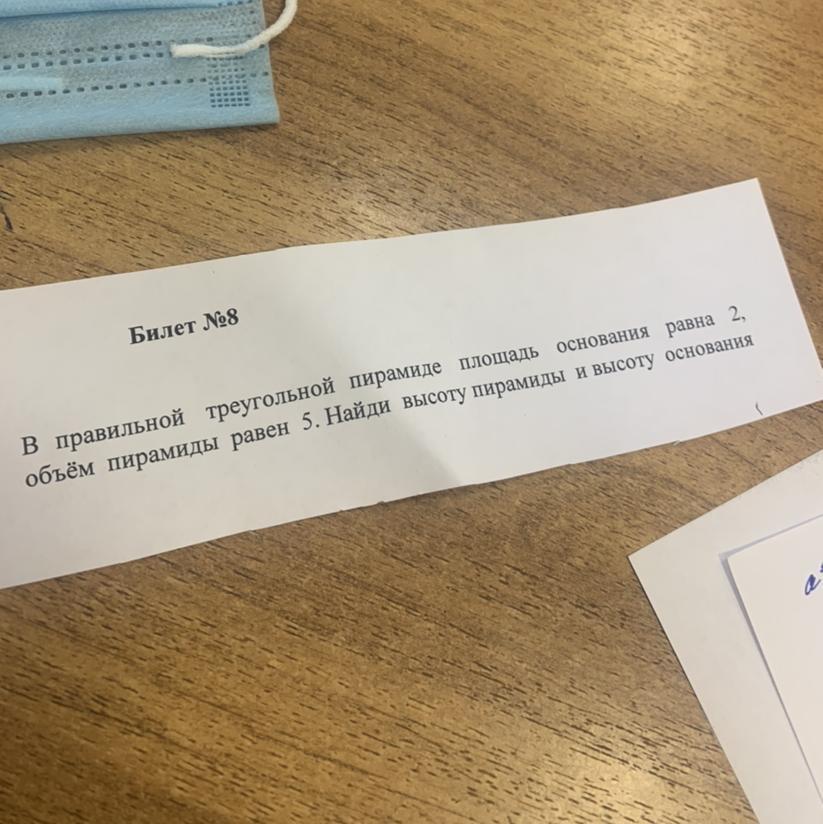 Билет №8
В правильной треугольной пирамиде площадь основания равна 2,
объём пирамиды равен 5. Найди высоту пирамиды и высоту основания